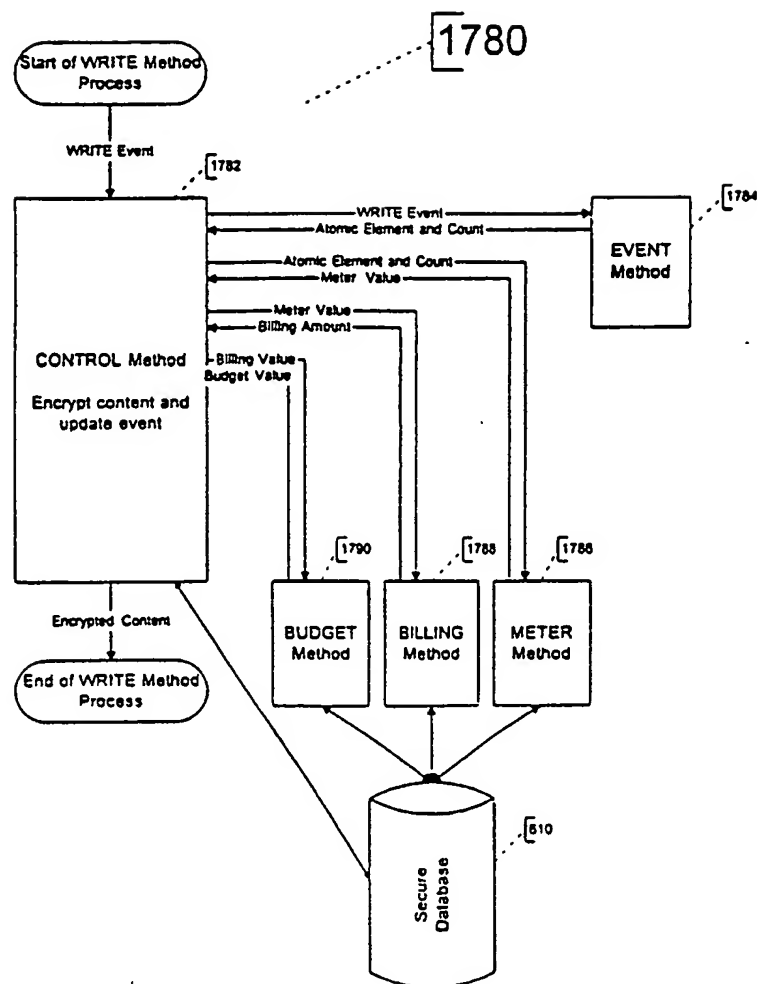 1780
Start of WRITE Method
Process
WRITE Event
1782
WRITE Event
Atomic Element and Count
1784
EVENT
Method
Atomic Element and Count
Meter Value
Meter Value
Billing Amount
CONTROL Method
Billing Value
Budget Value
Encrypt content and
update event
1790
1788
1786
BUDGET
Method
BILLING
Method
METER
Method
Encrypted Content
End of WRITE Method
Process
610
Secure
Database